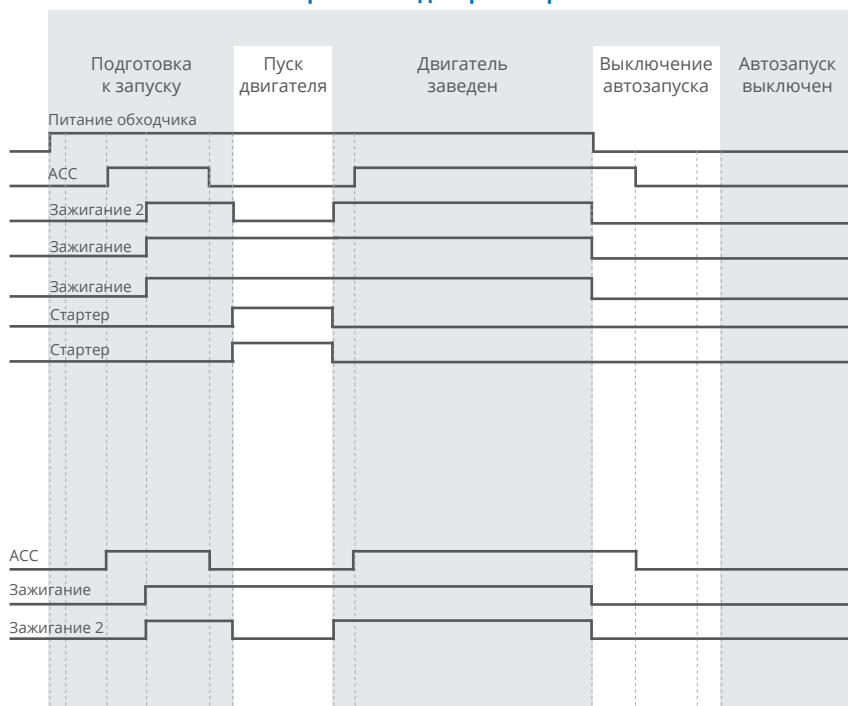 Подготовка
к запуску
Пуск
двигателя
Двигатель
заведен
Выключение
автозапуска
Автозапуск
выключен
Питание обходчика
ACC
Зажигание 2
Зажигание
Зажигание
Стартер
Стартер
ACC
Зажигание
Зажигание 2